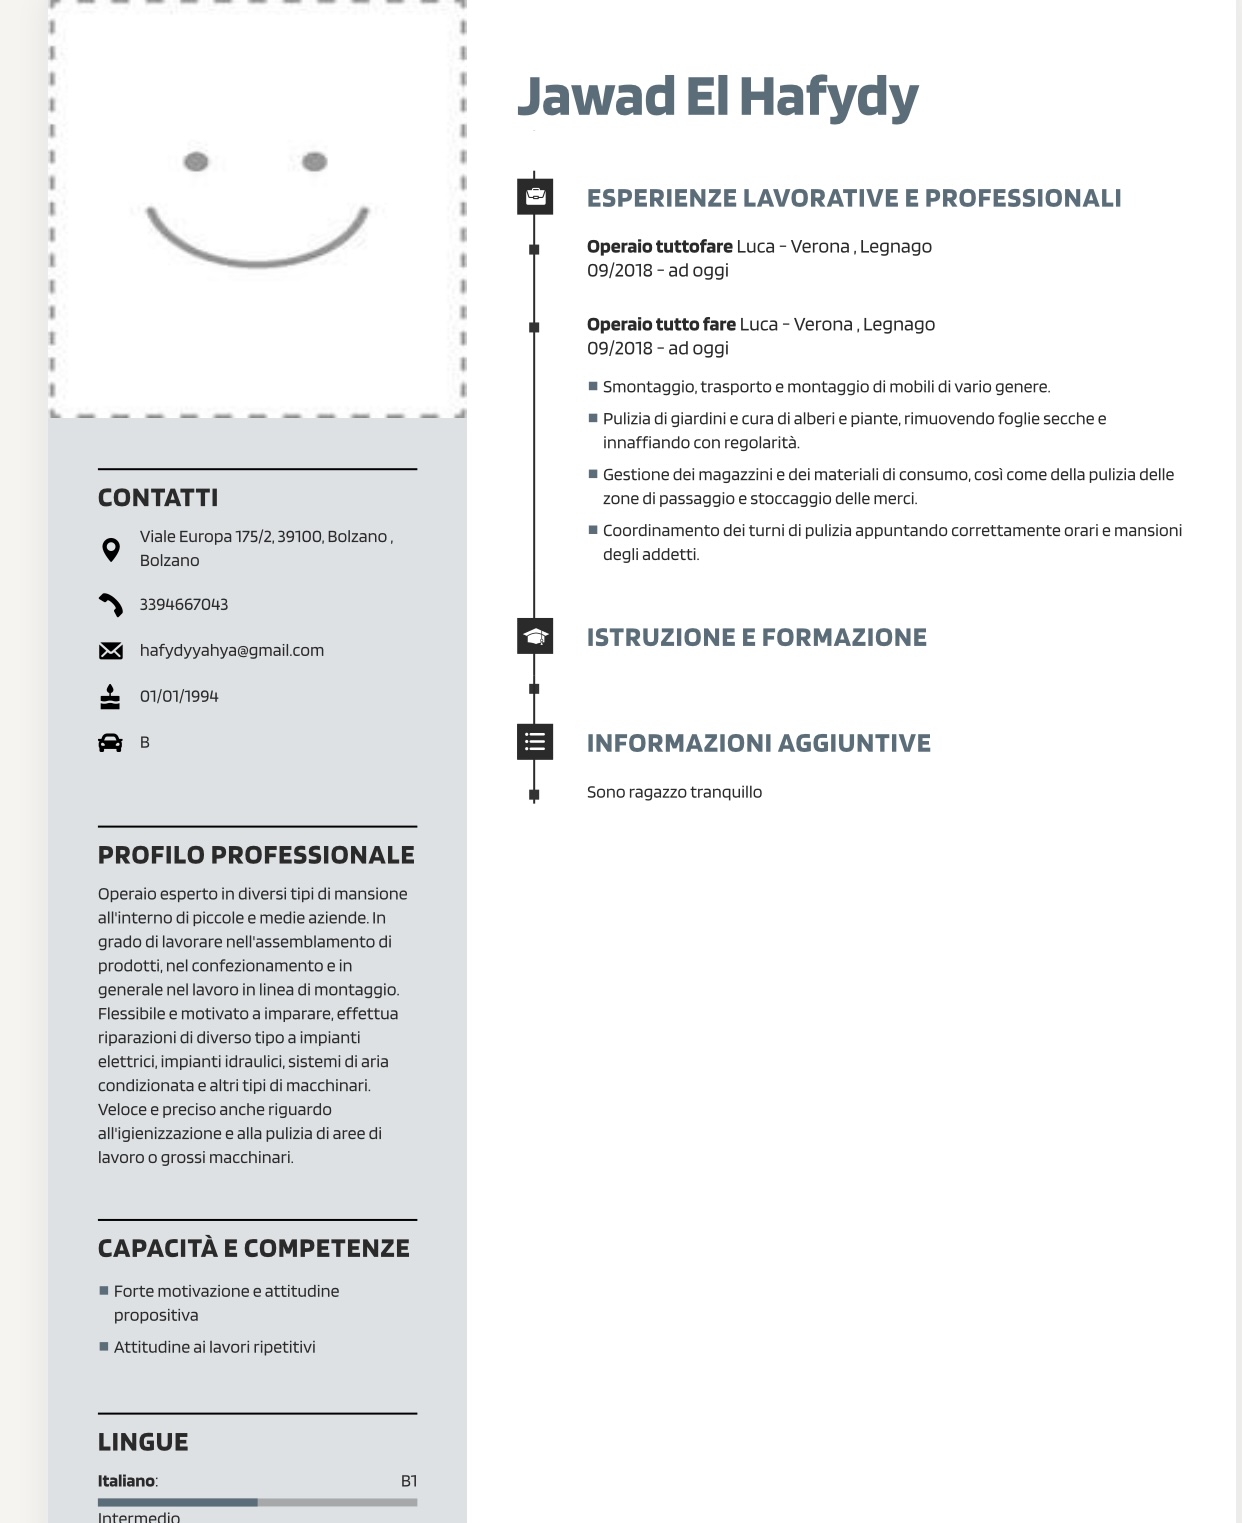 Jawad El Hafydy
ESPERIENZE LAVORATIVE E PROFESSIONALI
Operaio tuttofare Luca - Verona , Legnago
09/2018 - ad oggi
Operaio tutto fare Luca - Verona , Legnago
09/2018 - ad oggi
Smontaggio, trasporto e montaggio di mobili di vario genere.
Pulizia di giardini e cura di alberi e piante, rimuovendo foglie secche e
innaffiando con regolarità.
Gestione dei magazzini e dei materiali di consumo, così come della pulizia delle
zone di passaggio e stoccaggio delle merci.
Coordinamento dei turni di pulizia appuntando correttamente orari e mansioni
degli addetti.
ISTRUZIONE E FORMAZIONE
INFORMAZIONI AGGIUNTIVE
Sono ragazzo tranquillo
CONTATTI
Viale Europa 175/2, 39100, Bolzano ,
Bolzano
3394667043
hafydyyahya@gmail.com
01/01/1994
B
PROFILO PROFESSIONALE
Operaio esperto in diversi tipi di mansione
all'interno di piccole e medie aziende. In
grado di lavorare nell'assemblamento di
prodotti, nel confezionamento e in
generale nel lavoro in linea di montaggio.
Flessibile e motivato a imparare, effettua
riparazioni di diverso tipo a impianti
elettrici, impianti idraulici, sistemi di aria
condizionata e altri tipi di macchinari.
Veloce e preciso anche riguardo
all'igienizzazione e alla pulizia di aree di
lavoro o grossi macchinari.
CAPACITÀ E COMPETENZE
Forte motivazione e attitudine
propositiva
Attitudine ai lavori ripetitivi
LINGUE
Italiano: B1
Intermedio